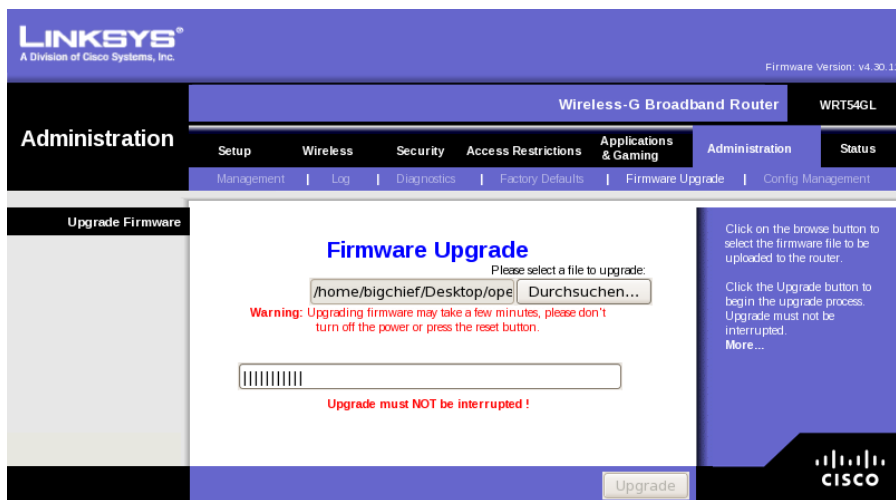 LINKSYS®
A Division of Cisco Systems, Inc.
Firmware Version: v4.30.1
Wireless-G Broadband Router
WRT54GL
Administration
Setup
Wireless
Security
Access Restrictions
Applications & Gaming
Administration
Status
Management | Log | Diagnostics | Factory Defaults | Firmware Upgrade | Config Management
Upgrade Firmware
Firmware Upgrade
Please select a file to upgrade:
/home/bigchief/Desktop/ope
Durchsuchen...
Warning: Upgrading firmware may take a few minutes, please don't
turn off the power or press the reset button.
Upgrade must NOT be interrupted !
Click on the browse button to
select the firmware file to be
uploaded to the router.
Click the Upgrade button to
begin the upgrade process.
Upgrade must not be
interrupted.
More...
Upgrade
CISCO